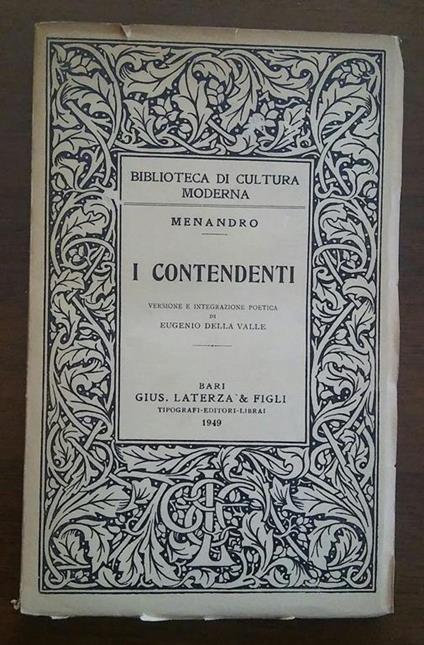 BIBLIOTECA DI CULTURA
MODERNA
MENANDRO
I CONTENDENTI
VERSIONE E INTEGRAZIONE POETICA
DI
EUGENIO DELLA VALLE
BARI
GIUS. LATERZA & FIGLI
TIPOGRAFI-EDITORI-LIBRAI
1949